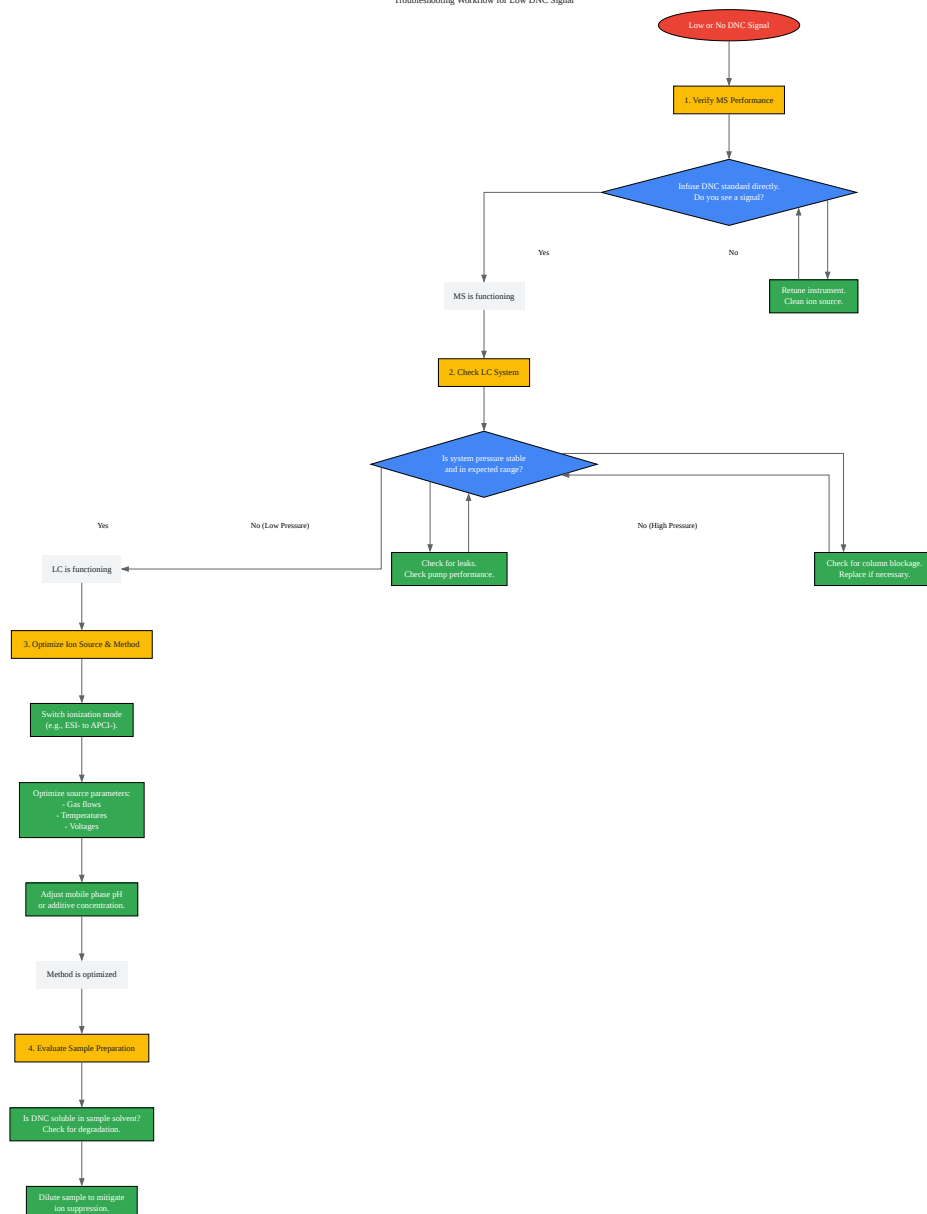 Troubleshooting Workflow for Low DNC Signal
Low or No DNC Signal
1. Verify MS Performance
Infuse DNC standard directly.
Do you see a signal?
Yes
No
Retune instrument.
Clean ion source.
MS is functioning
2. Check LC System
Is system pressure stable
and in expected range?
Yes
No (Low Pressure)
No (High Pressure)
LC is functioning
Check for leaks.
Check pump performance.
Check for column blockage.
Replace if necessary.
3. Optimize Ion Source & Method
Switch ionization mode
(e.g., ESI- to APCI-).
Optimize source parameters:
- Gas flows
- Temperatures
- Voltages
Adjust mobile phase pH
or additive concentration.
Method is optimized
4. Evaluate Sample Preparation
Is DNC soluble in sample solvent?
Check for degradation.
Dilute sample to mitigate
ion suppression.